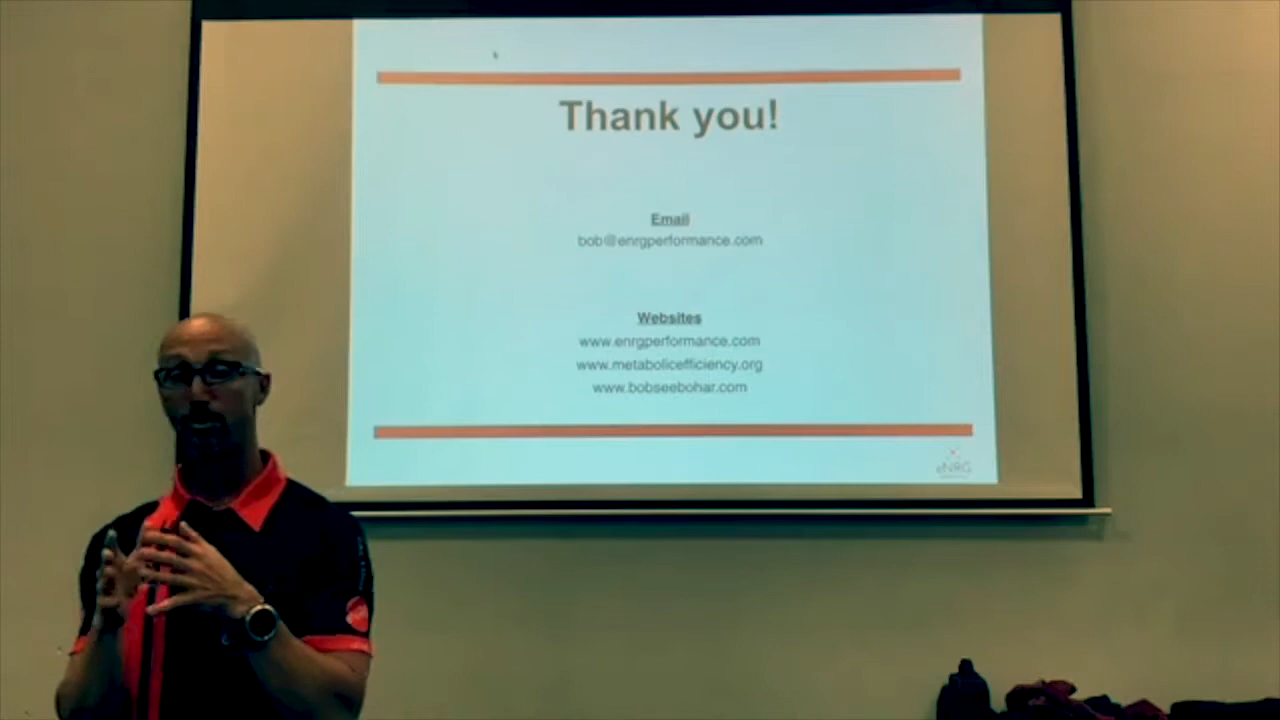 Thank you!
Email
bob@enrgperformance.com
Websites
www.enrgperformance.com
www.metabolicefficiency.org
www.bobseebohar.com
eNRG